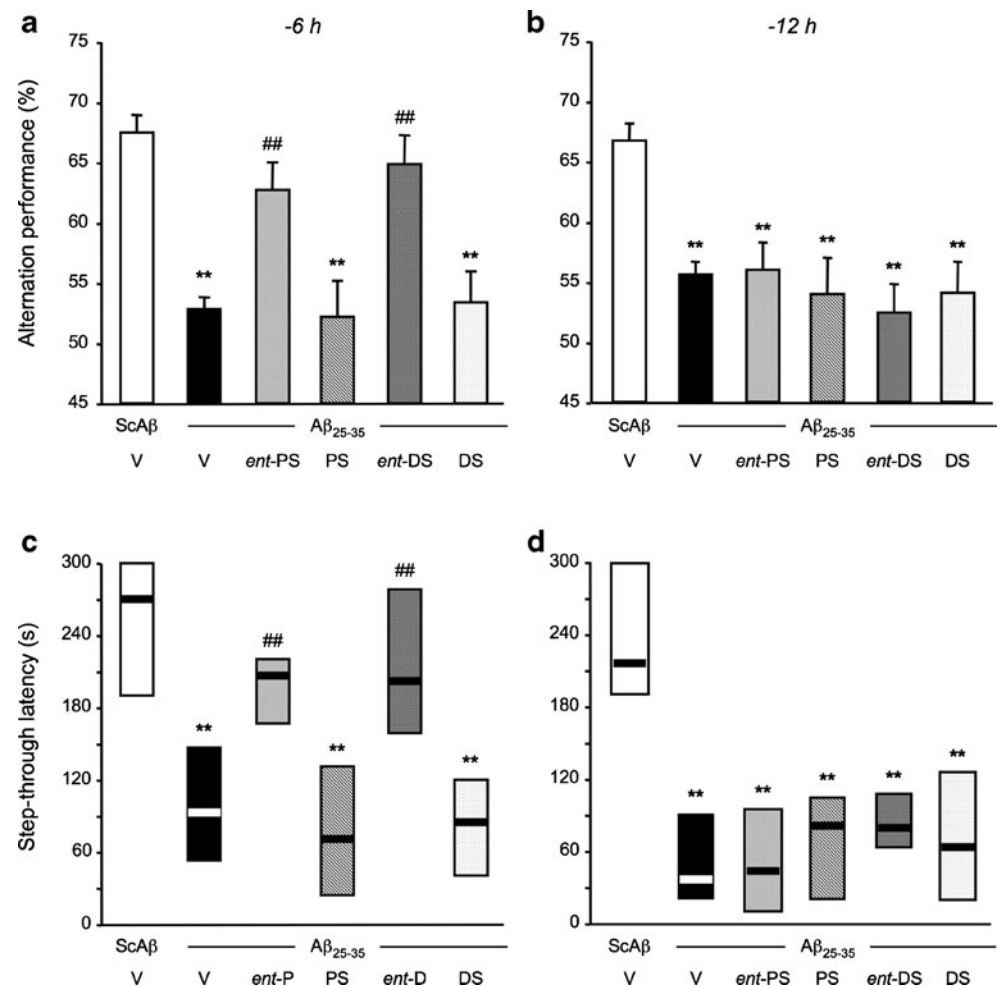 a -6 h
Alternation performance (%)
75
70
65
60
55
50
45
** ## ** ## **
ScAβ Aβ25-35
V V ent-PS PS ent-DS DS
b -12 h
75
70
65
60
55
50
45
** ** ** ** **
ScAβ Aβ25-35
V V ent-PS PS ent-DS DS
c
Step-through latency (s)
300
240
180
120
60
0
** ## ** ## **
ScAβ Aβ25-35
V V ent-P PS ent-D DS
d
300
240
180
120
60
0
** ** ** ** **
ScAβ Aβ25-35
V V ent-PS PS ent-DS DS